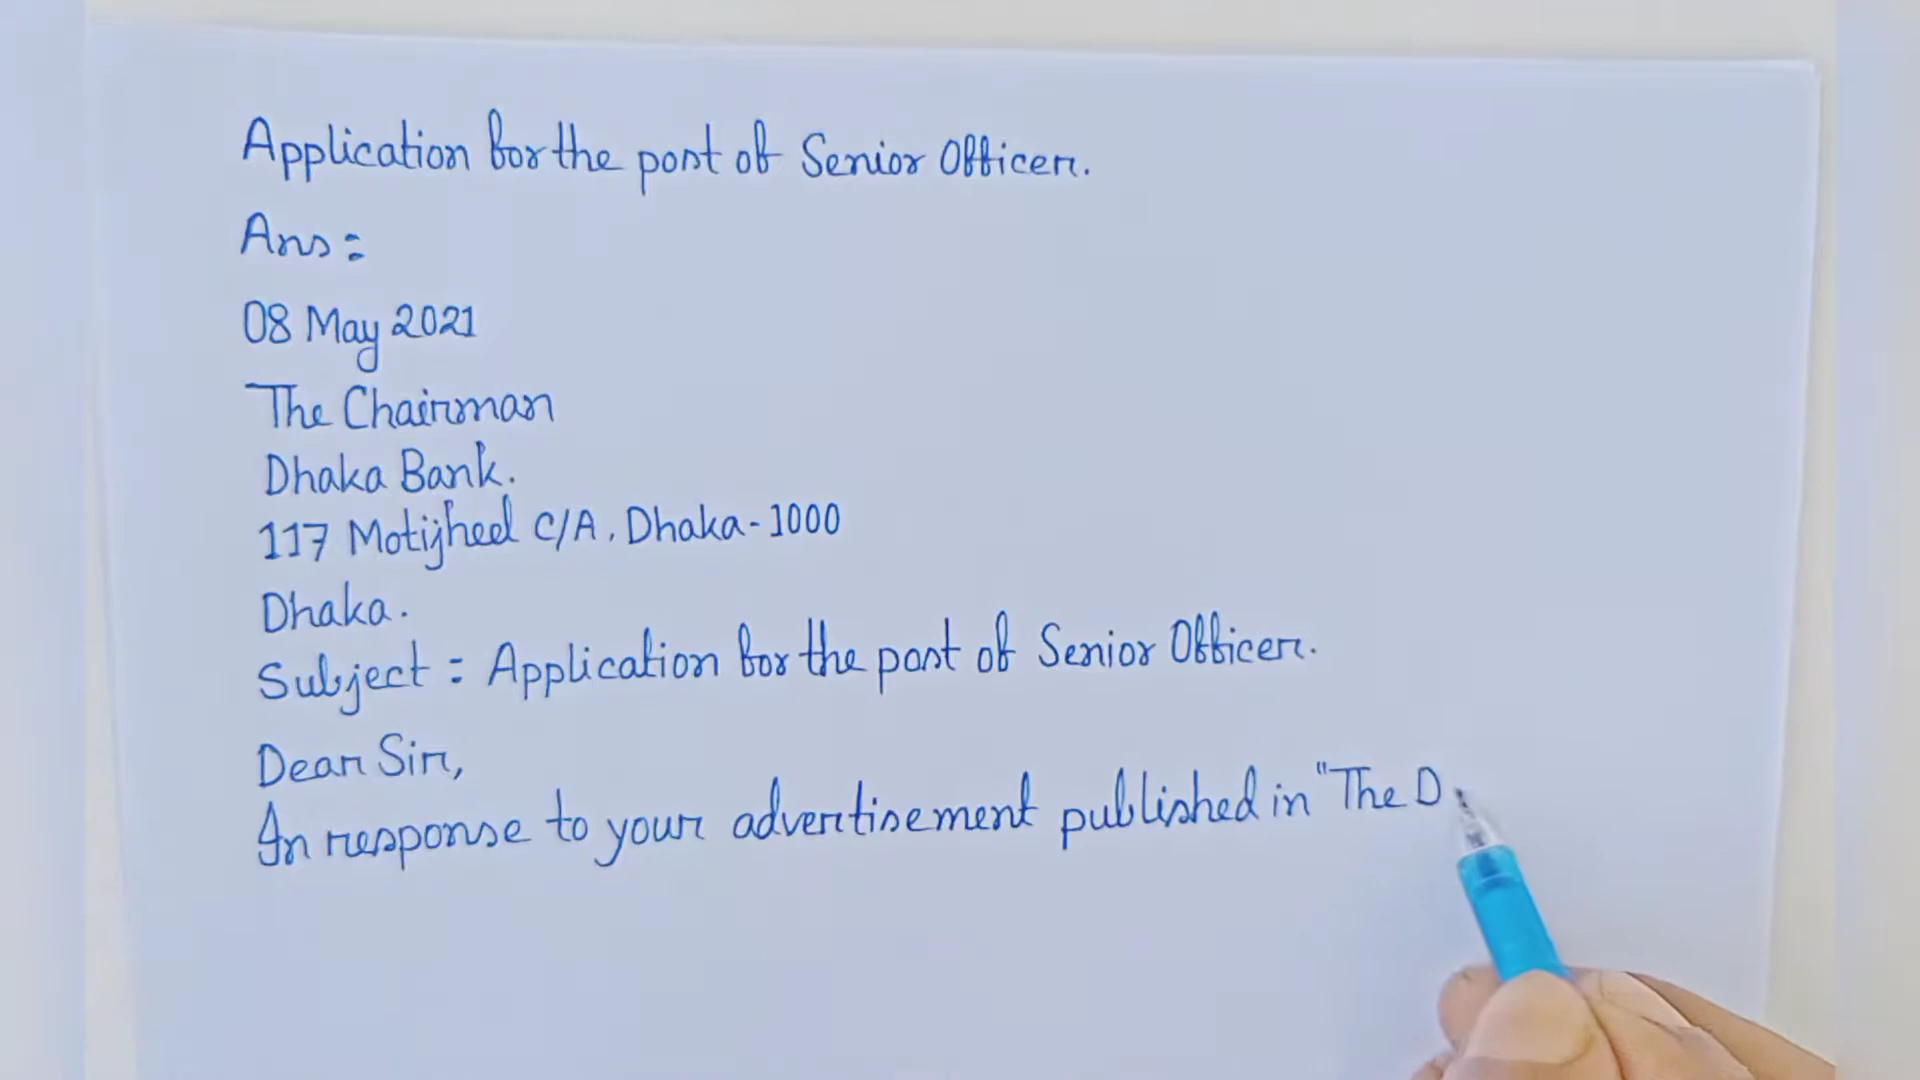 Application for the post of Senior Officer.
Ans:
08 May 2021
The Chairman
Dhaka Bank.
117 Motijheel C/A, Dhaka-1000
Dhaka.
Subject: Application for the post of Senior Officer.
Dear Sir,
In response to your advertisement published in "The D